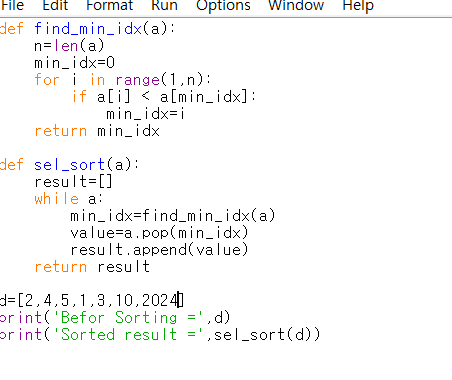 File Edit Format Run Options Window Help
def find_min_idx(a):
    n=len(a)
    min_idx=0
    for i in range(1,n):
        if a[i] < a[min_idx]:
            min_idx=i
    return min_idx

def sel_sort(a):
    result=[]
    while a:
        min_idx=find_min_idx(a)
        value=a.pop(min_idx)
        result.append(value)
    return result

d=[2,4,5,1,3,10,2024]
print('Befor Sorting =',d)
print('Sorted result =',sel_sort(d))